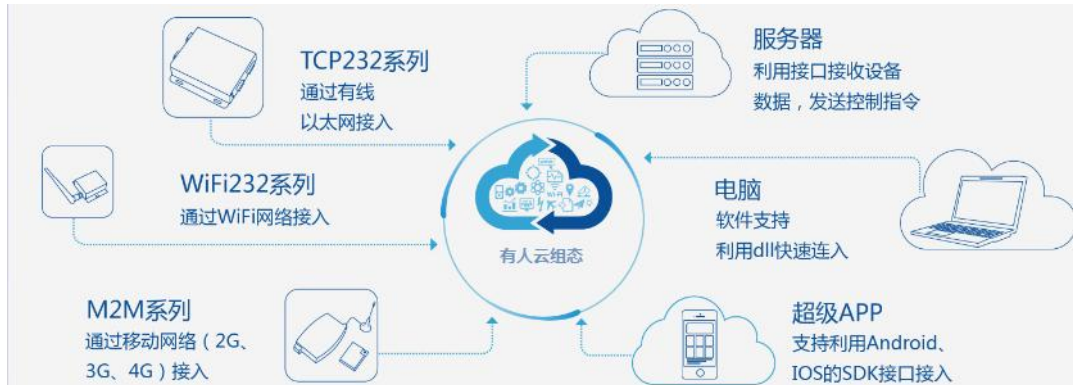 TCP232系列
通过有线
以太网接入
WiFi232系列
通过WiFi网络接入
M2M系列
通过移动网络（2G、
3G、4G）接入
有人云组态
服务器
利用接口接收设备
数据，发送控制指令
电脑
软件支持
利用dll快速连入
超级APP
支持利用Android、
IOS的SDK接口接入